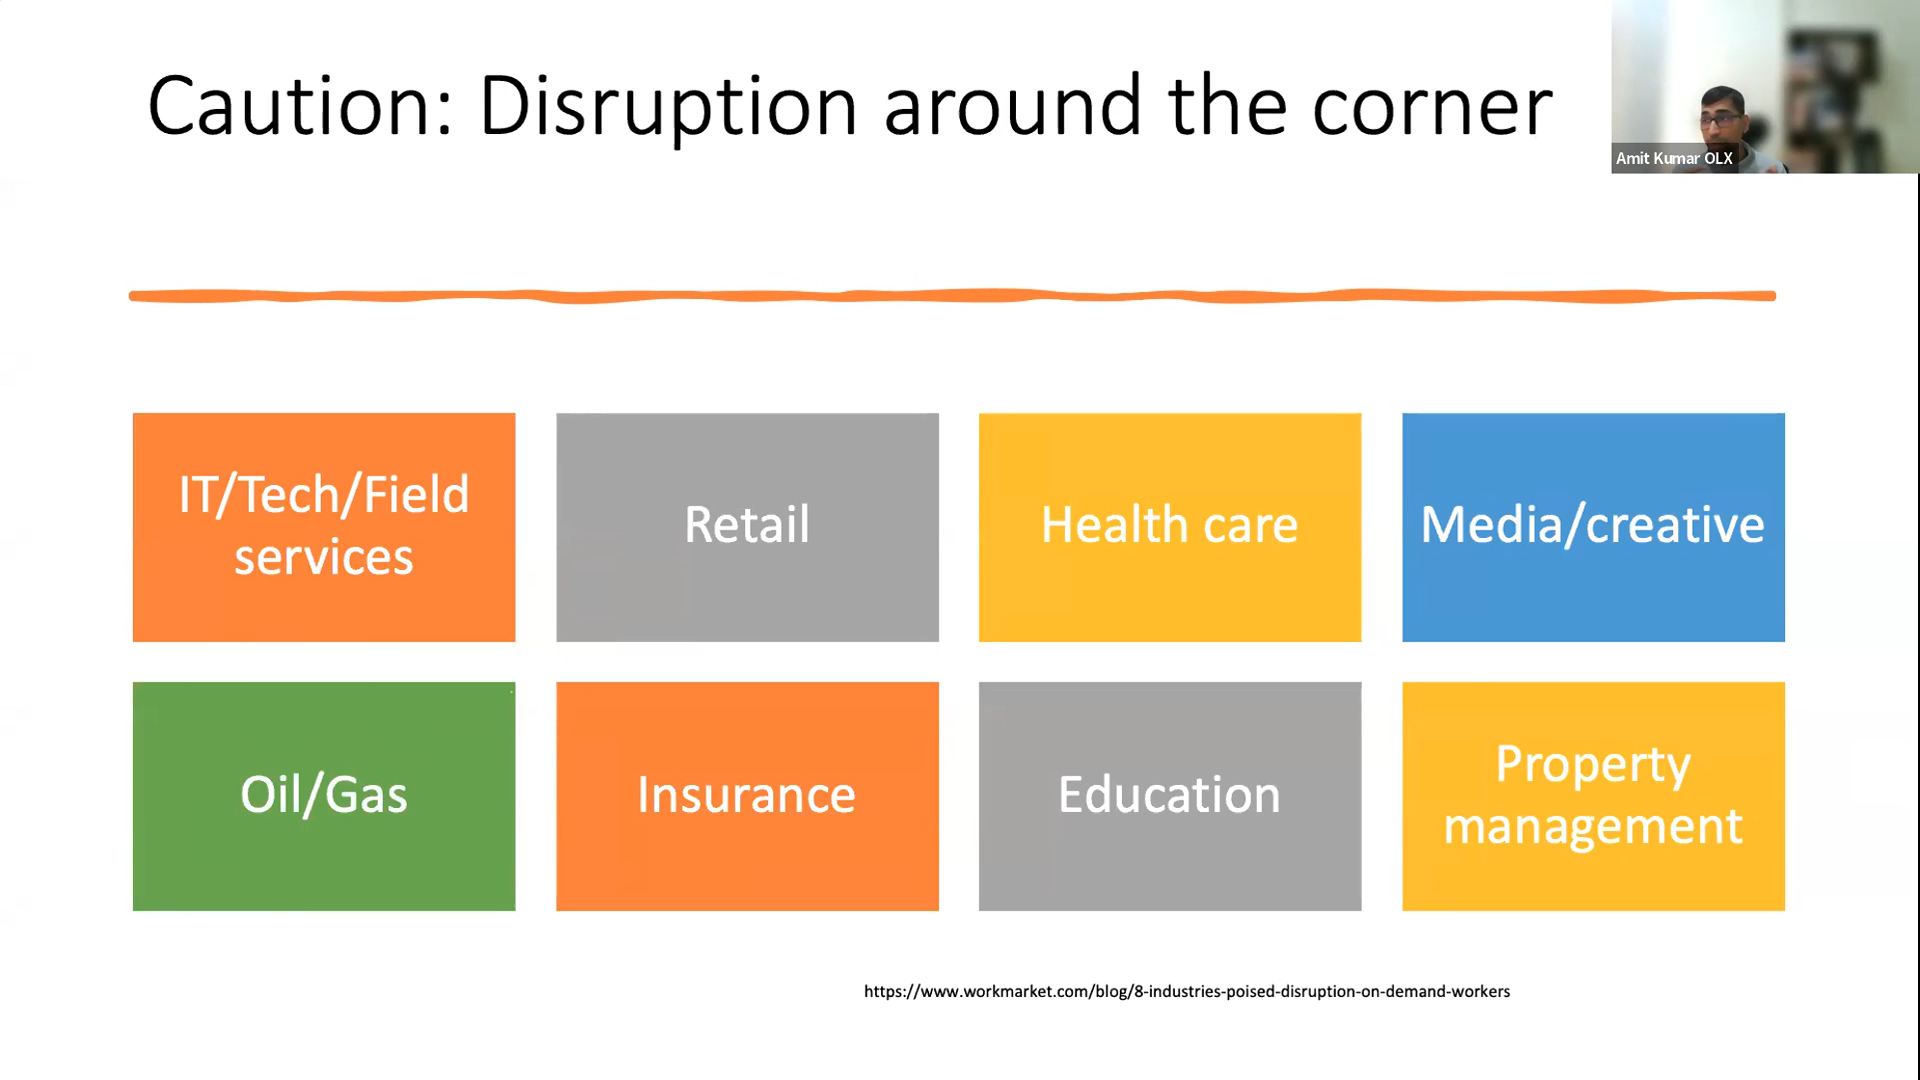 Caution: Disruption around the corner
Amit Kumar OLX
IT/Tech/Field
services
Retail
Health care
Media/creative
Oil/Gas
Insurance
Education
Property
management
https://www.workmarket.com/blog/8-industries-poised-disruption-on-demand-workers